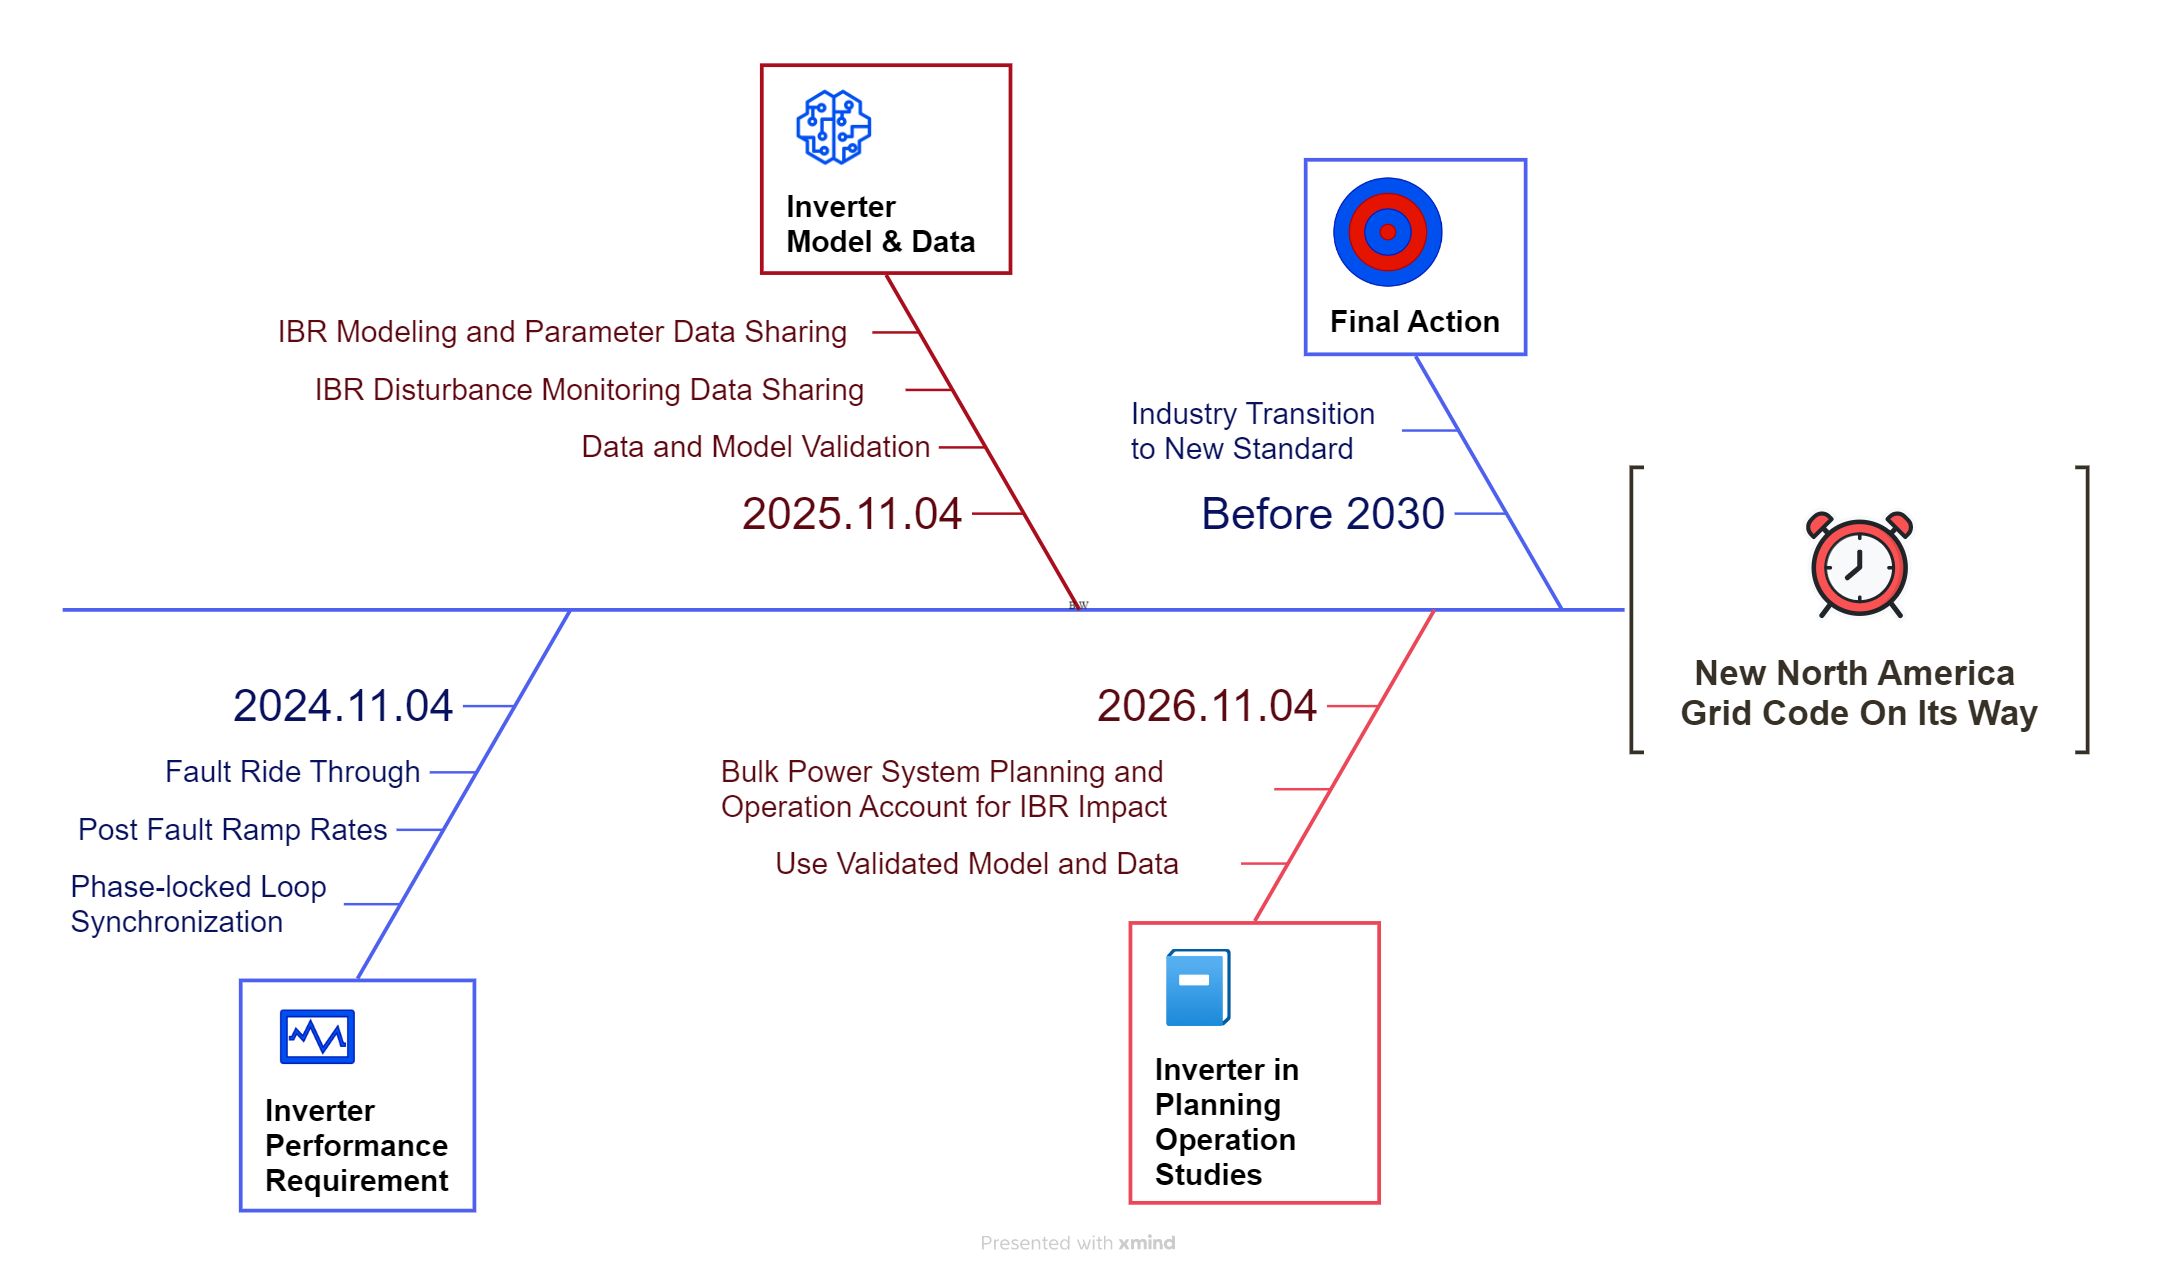 Inverter
Model & Data
IBR Modeling and Parameter Data Sharing
IBR Disturbance Monitoring Data Sharing
Data and Model Validation
2025.11.04
Final Action
Industry Transition
to New Standard
Before 2030
New North America
Grid Code On Its Way
2024.11.04
Fault Ride Through
Post Fault Ramp Rates
Phase-locked Loop
Synchronization
Inverter
Performance
Requirement
2026.11.04
Bulk Power System Planning and
Operation Account for IBR Impact
Use Validated Model and Data
Inverter in
Planning
Operation
Studies
Presented with xmind